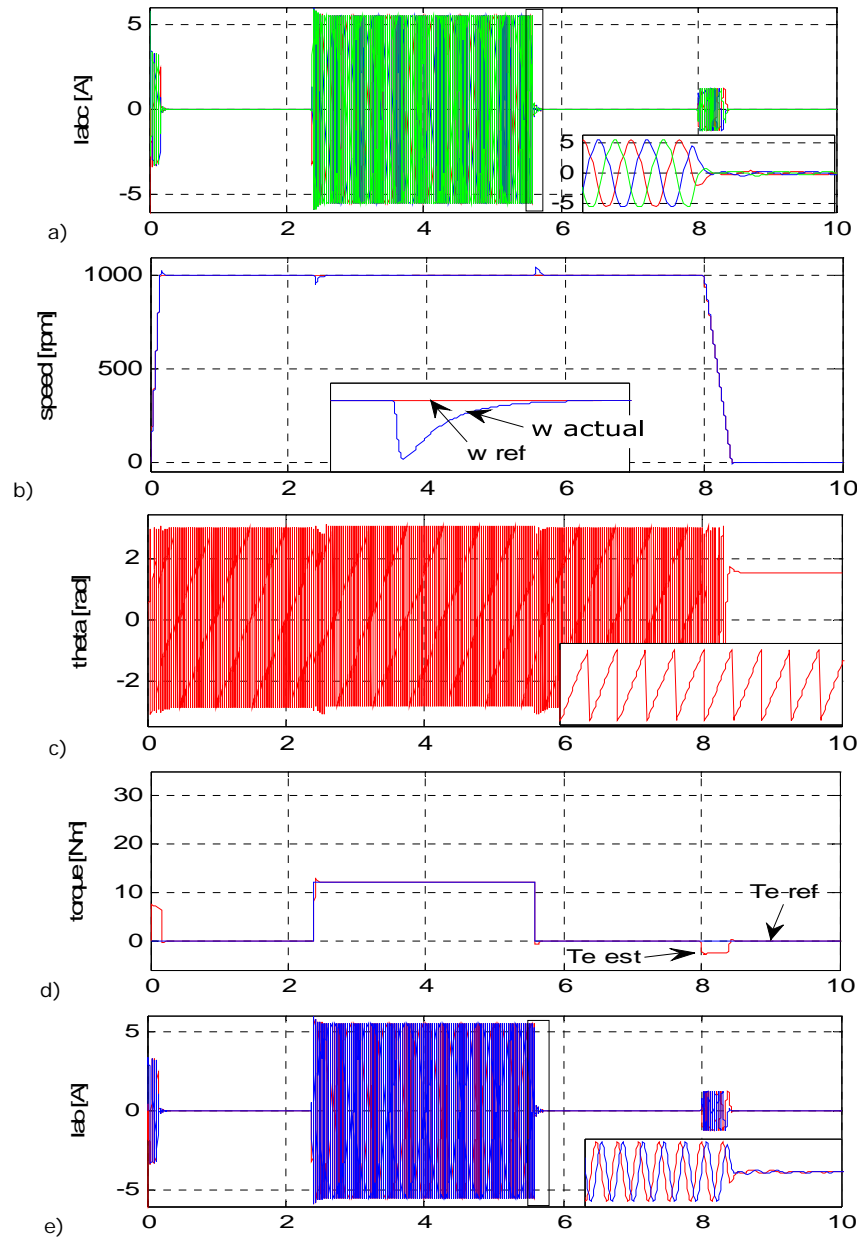 5
0
-5
Iabc [A]
5
0
-5
a)
0 2 4 6 8 10
1000
500
0
speed [rpm]
w actual
w ref
b)
0 2 4 6 8 10
2
0
-2
theta [rad]
c)
0 2 4 6 8 10
30
20
10
0
torque [Nm]
Te ref
Te est
d)
0 2 4 6 8 10
5
0
-5
Iab [A]
e)
0 2 4 6 8 10